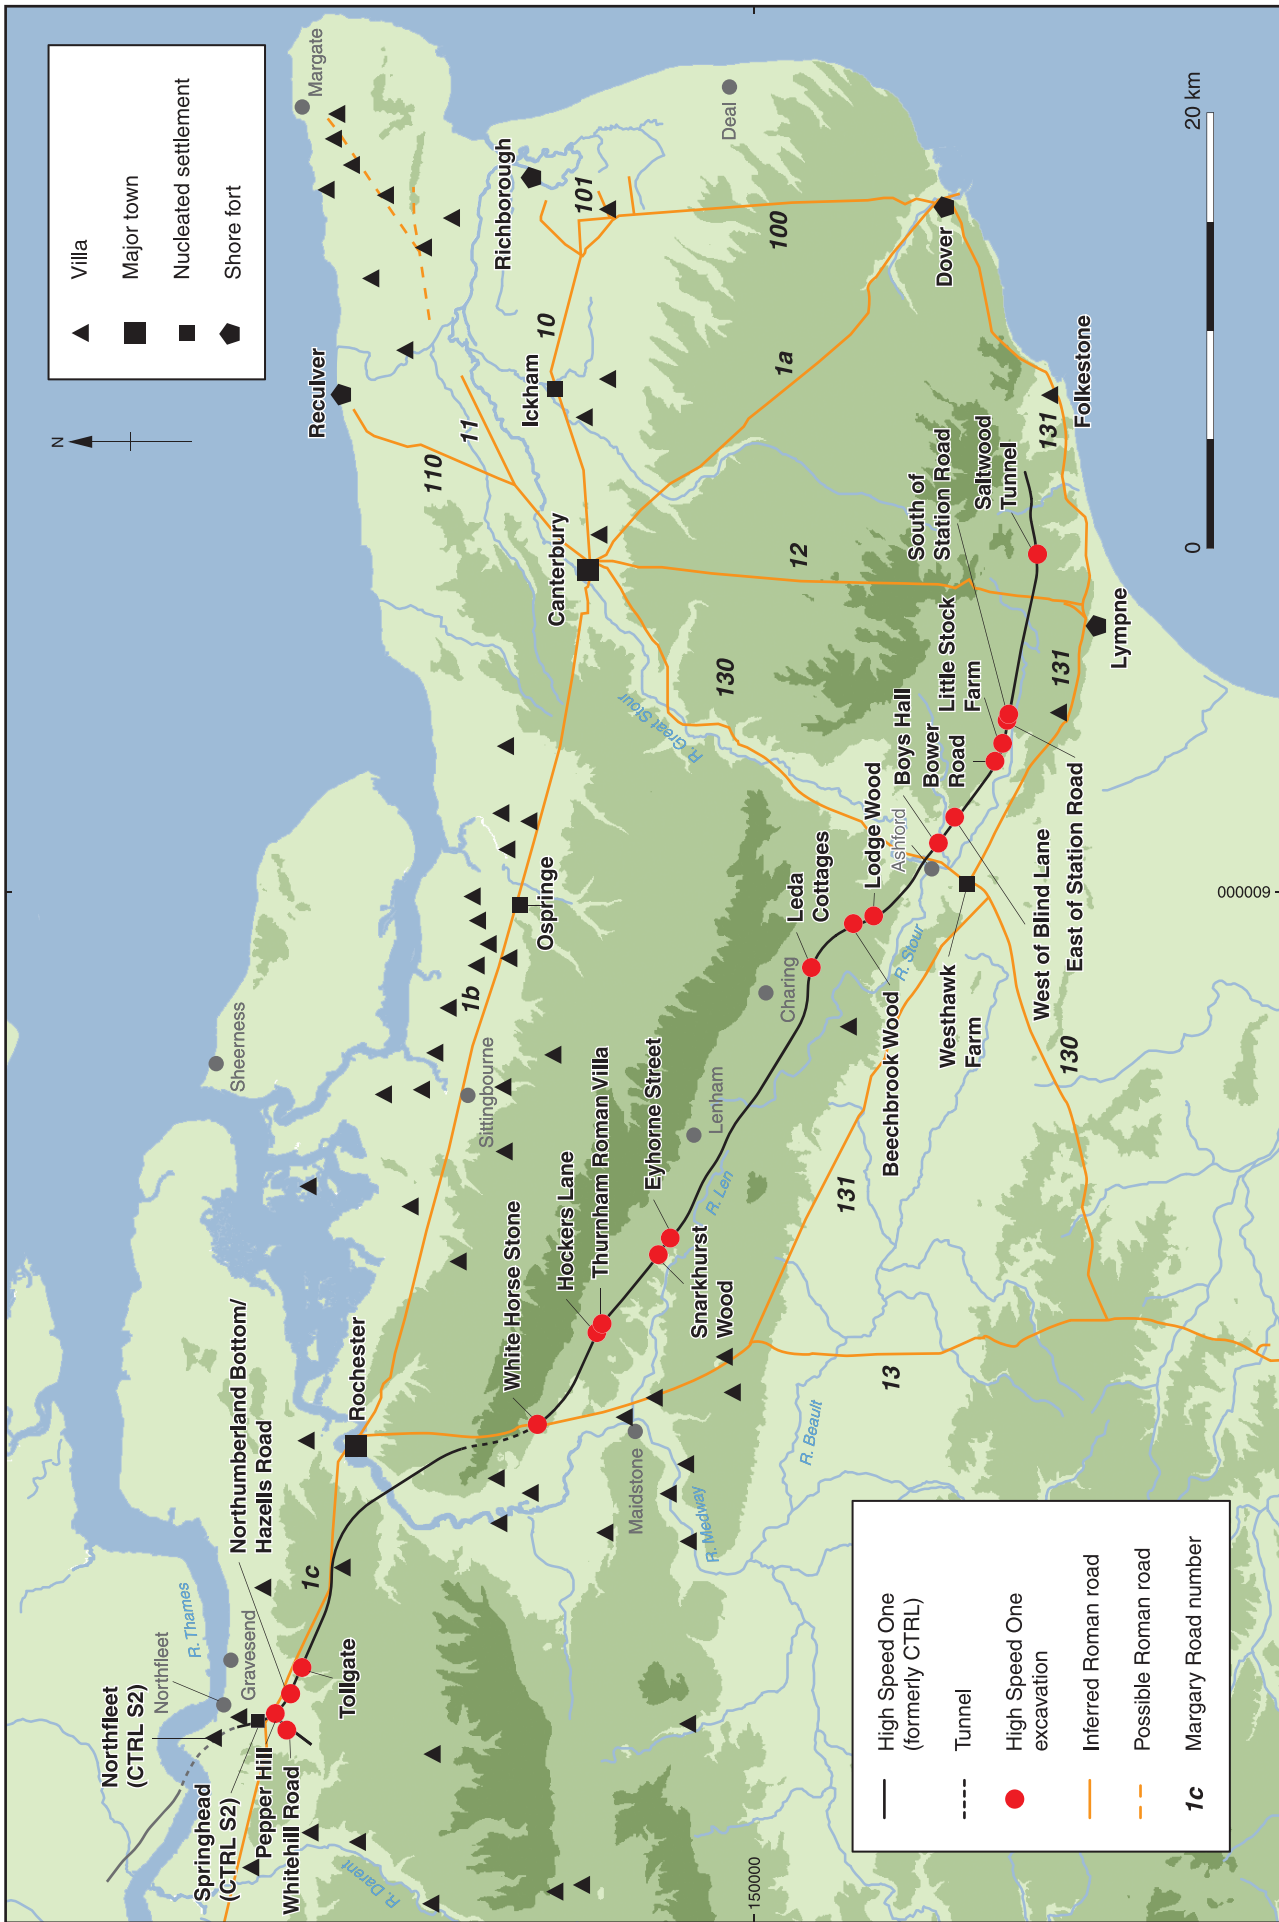 Villa
Major town
Nucleated settlement
Shore fort
N
0
20 km
Margate
Reculver
Richborough
Deal
Dover
Folkestone
Ickham
Canterbury
Saltwood
Tunnel
South of
Station Road
Little Stock
Farm
Boys Hall
Bower
Road
Lympne
Lodge Wood
Ashford
Leda
Cottages
Charing
Ospringe
Sheerness
Sittingbourne
West of Blind Lane
East of Station Road
Westhawk
Farm
Beechbrook Wood
Lenham
Eyhorne Street
Thurnham Roman Villa
Hockers Lane
White Horse Stone
Snarkhurst
Wood
Rochester
Northumberland Bottom/
Hazells Road
Maidstone
Tollgate
Gravesend
Northfleet
Northfleet
(CTRL S2)
Springhead
(CTRL S2)
Pepper Hill
Whitehill Road
R. Thames
R. Darent
R. Medway
R. Beault
R. Len
R. Stour
R. Great Stour
1c
1b
1a
10
11
12
13
100
101
110
130
130
131
131
131
150000
600000
High Speed One
(formerly CTRL)
Tunnel
High Speed One
excavation
Inferred Roman road
Possible Roman road
1c
Margary Road number